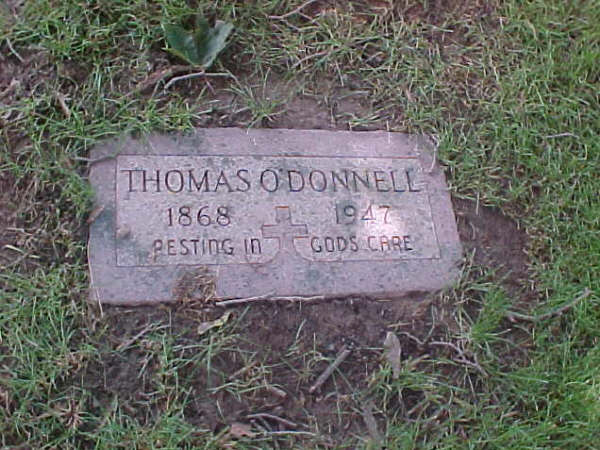 THOMAS O'DONNELL
1868 1947
RESTING IN GODS CARE